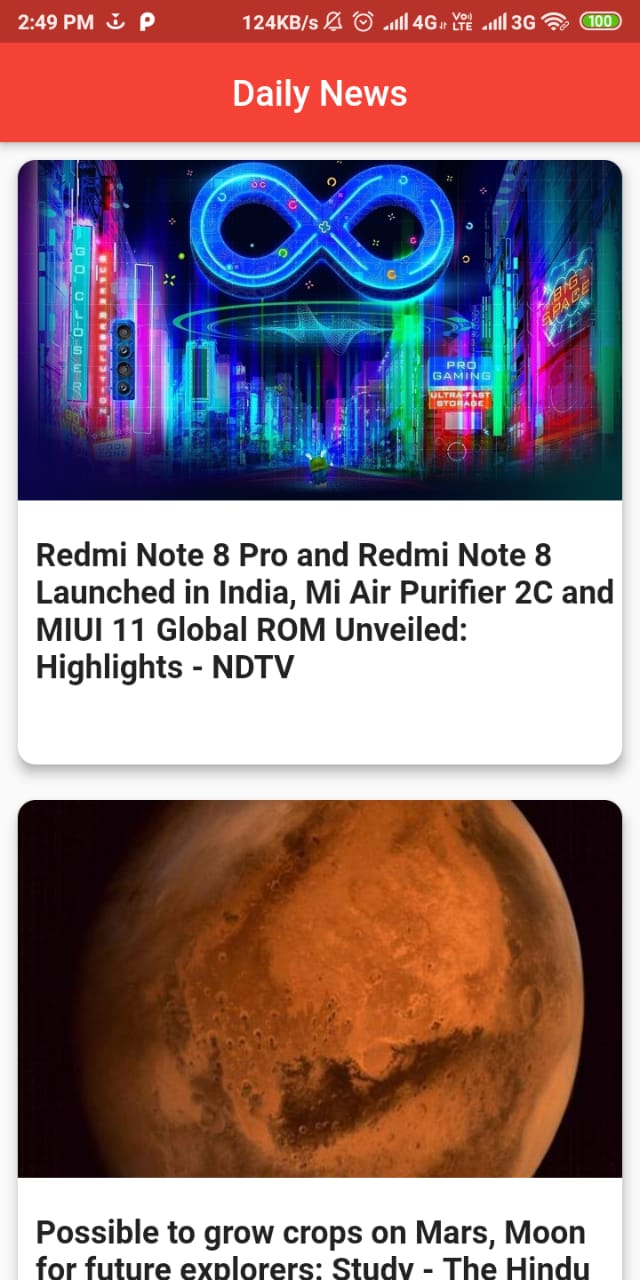 2:49 PM
124KB/s
4G
Vo))
LTE
3G
100
Daily News
GO CLOSER
SUPER RESOLUTION
BIG
SPACE
PRO
GAMING
ULTRA-FAST
STORAGE
Redmi Note 8 Pro and Redmi Note 8
Launched in India, Mi Air Purifier 2C and
MIUI 11 Global ROM Unveiled:
Highlights - NDTV
Possible to grow crops on Mars, Moon
for future explorers: Study - The Hindu